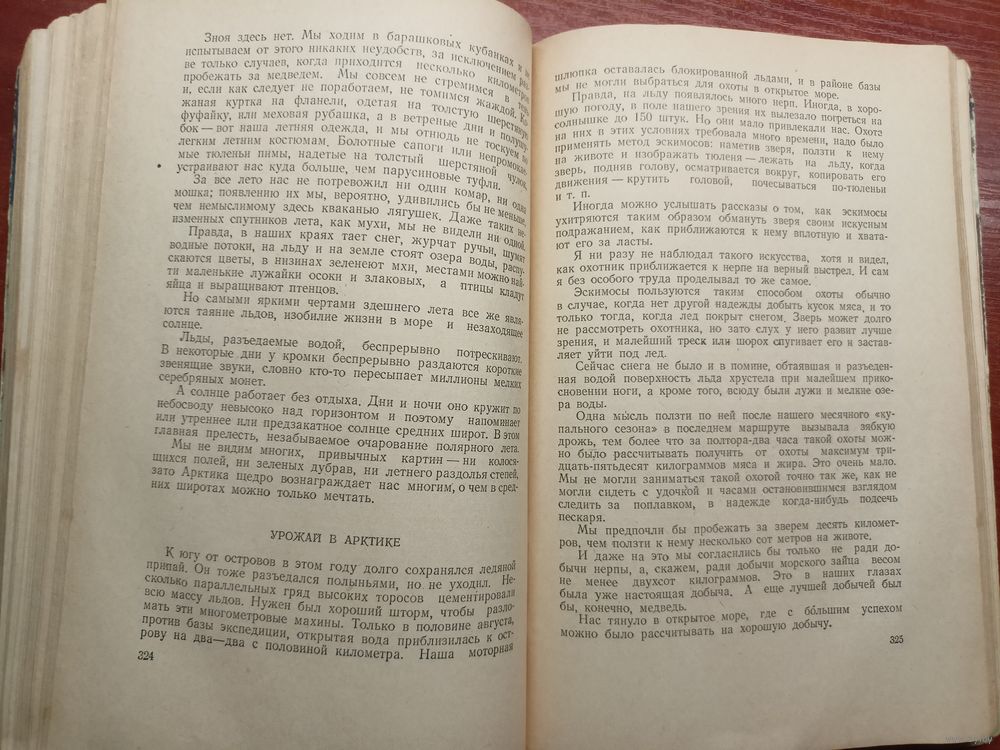 Зноя здесь нет. Мы ходим в барашковых кубанках и не
испытываем от этого никаких неудобств, за исключением раз-
ве только случаев, когда приходится несколько километров
пробежать за медведем. Мы совсем не стремимся в тень
и, если как следует не поработаем, не томимся жаждой. Ко-
жаная куртка на фланели, одетая на толстую шерстяную
фуфайку, или меховая рубашка, а в ветреные дни и полушу-
бок — вот наша летняя одежда, и мы отнюдь не тоскуем по
легким летним костюмам. Болотные сапоги или непромокае-
мые тюленьи пимы, надетые на толстый шерстяной чулок,
устраивают нас куда больше, чем парусиновые туфли.
За все лето нас не потревожил ни один комар, ни одна
мошка; появлению их мы, вероятно, удивились бы не меньше,
чем немыслимому здесь кваканью лягушек. Даже таких не-
изменных спутников лета, как мухи, мы не видели ни одной.
Правда, в наших краях тает снег, журчат ручьи, шумят
водные потоки, на льду и на земле стоят озера воды, распу-
скаются цветы, в низинах зеленеют мхи, местами можно най-
ти маленькие лужайки осоки и злаковых, а птицы кладут
яйца и выращивают птенцов.
Но самыми яркими чертами здешнего лета все же явля-
ются таяние льдов, изобилие жизни в море и незаходящее
солнце.
Льды, разъедаемые водой, беспрерывно потрескивают.
В некоторые дни у кромки беспрерывно раздаются короткие
звенящие звуки, словно кто-то пересыпает миллионы мелких
серебряных монет.
А солнце работает без отдыха. Дни и ночи оно кружит по
небосводу невысоко над горизонтом и поэтому напоминает
или утреннее или предзакатное солнце средних широт. В этом
главная прелесть, незабываемое очарование полярного лета.
Мы не видим многих, привычных картин — ни колося-
щихся полей, ни зеленых дубрав, ни летнего раздолья степей,
зато Арктика щедро вознаграждает нас многим, о чем в сред-
них широтах можно только мечтать.
УРОЖАЙ В АРКТИКЕ
К югу от островов в этом году долго сохранялся ледяной
припай. Он тоже разъедался полыньями, но не уходил. Не-
сколько параллельных гряд высоких торосов цементировали
всю массу льдов. Нужен был хороший шторм, чтобы разло-
мать эти многометровые махины. Только в половине августа,
против базы экспедиции, открытая вода приблизилась к ост-
рову на два—два с половиной километра. Наша моторная
324
шлюпка оставалась блокированной льдами, и в районе базы
мы не могли выбраться для охоты в открытое море.
Правда, на льду появлялось много нерп. Иногда, в хоро-
шую погоду, в поле нашего зрения их вылезало погреться на
солнышке до 150 штук. Но они мало привлекали нас. Охота
на них в этих условиях требовала много времени, надо было
применять метод эскимосов: наметив зверя, ползти к нему
на животе и изображать тюленя — лежать на льду, когда
зверь, подняв голову, осматривается вокруг, копировать его
движения — крутить головой, почесываться по-тюленьи
и т. п.
Иногда можно услышать рассказы о том, как эскимосы
ухитряются таким образом обмануть зверя своим искусным
подражанием, как приближаются к нему вплотную и хвата-
ют его за ласты.
Я ни разу не наблюдал такого искусства, хотя и видел,
как охотник приближается к нерпе на верный выстрел. И сам
я без особого труда проделывал то же самое.
Эскимосы пользуются таким способом охоты обычно
в случае, когда нет другой надежды добыть кусок мяса, и то
только тогда, когда лед покрыт снегом. Зверь может долго
не рассмотреть охотника, но зато слух у него развит лучше
зрения, и малейший треск или шорох спугивает его и застав-
ляет уйти под лед.
Сейчас снега не было и в помине, обтаявшая и разъеден-
ная водой поверхность льда хрустела при малейшем прико-
сновении ноги, а кроме того, всюду были лужи и мелкие озе-
ра воды.
Одна мысль ползти по ней после нашего месячного «ку-
пального сезона» в последнем маршруте вызывала зябкую
дрожь, тем более что за полтора-два часа такой охоты мож-
но было рассчитывать получить от охоты максимум три-
дцать-пятьдесят килограммов мяса и жира. Это очень мало.
Мы не могли заниматься такой охотой точно так же, как не
могли сидеть с удочкой и часами остановившимся взглядом
следить за поплавком, в надежде когда-нибудь подсечь
пескаря.
Мы предпочли бы пробежать за зверем десять километ-
ров, чем ползти к нему несколько сот метров на животе.
И даже на это мы согласились бы только не ради до-
бычи нерпы, а, скажем, ради добычи морского зайца весом
не менее двухсот килограммов. Это в наших глазах
была уже настоящая добыча. А еще лучшей добычей был
бы, конечно, медведь.
Нас тянуло в открытое море, где с бо́льшим успехом
можно было рассчитывать на хорошую добычу.
325